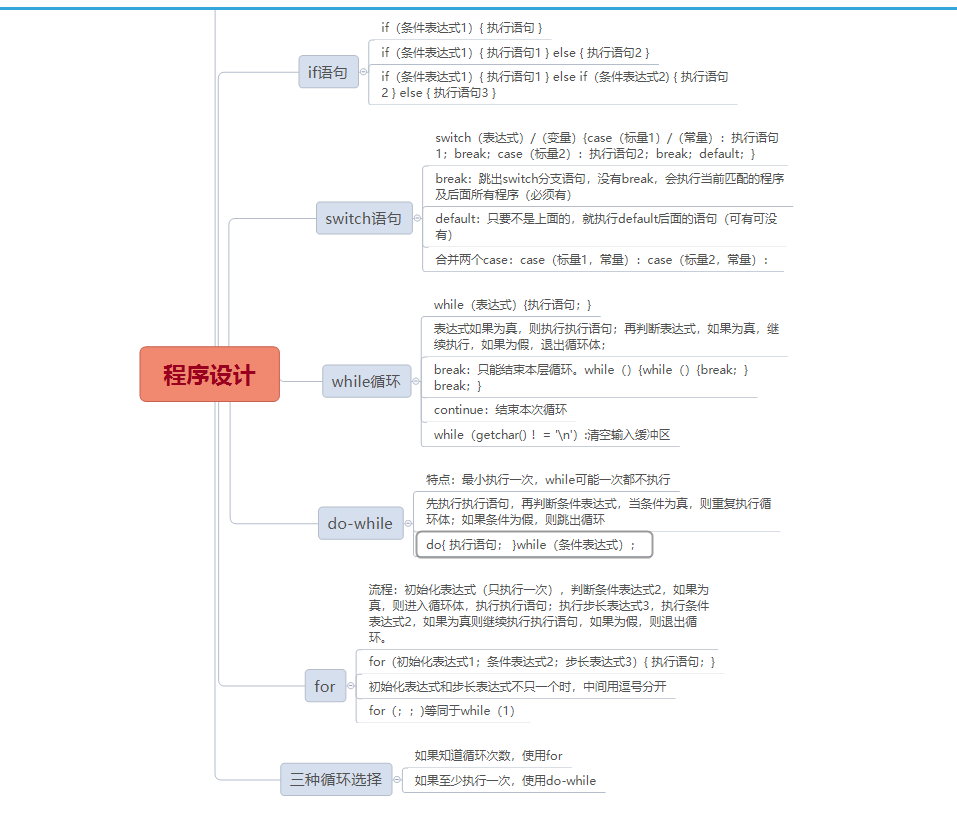 if（条件表达式1）{ 执行语句 }
if（条件表达式1）{ 执行语句1 } else { 执行语句2 }
if语句
if（条件表达式1）{ 执行语句1 } else if（条件表达式2) { 执行语句
2 } else { 执行语句3 }
switch（表达式）/（变量）{case（标量1）/（常量）：执行语句
1；break；case（标量2）：执行语句2；break；default；}
break：跳出switch分支语句，没有break，会执行当前匹配的程序
及后面所有程序（必须有）
switch语句
default：只要不是上面的，就执行default后面的语句（可有可没
有）
合并两个case：case（标量1，常量）：case（标量2，常量）：
while（表达式）{执行语句；}
表达式如果为真，则执行执行语句；再判断表达式，如果为真，继
续执行，如果为假，退出循环体；
程序设计
while循环
break：只能结束本层循环。while（）{while（）{break；}
break；}
continue：结束本次循环
while（getchar()！= '\n'）:清空输入缓冲区
特点：最小执行一次，while可能一次都不执行
先执行执行语句，再判断条件表达式，当条件为真，则重复执行循
环体；如果条件为假，则跳出循环
do-while
do{ 执行语句； }while（条件表达式）；
流程：初始化表达式（只执行一次），判断条件表达式2，如果为
真，则进入循环体，执行执行语句；执行步长表达式3，执行条件
表达式2，如果为真则继续执行执行语句，如果为假，则退出循
环。
for（初始化表达式1；条件表达式2；步长表达式3）{ 执行语句；}
for
初始化表达式和步长表达式不只一个时，中间用逗号分开
for（；；)等同于while（1）
如果知道循环次数，使用for
三种循环选择
如果至少执行一次，使用do-while